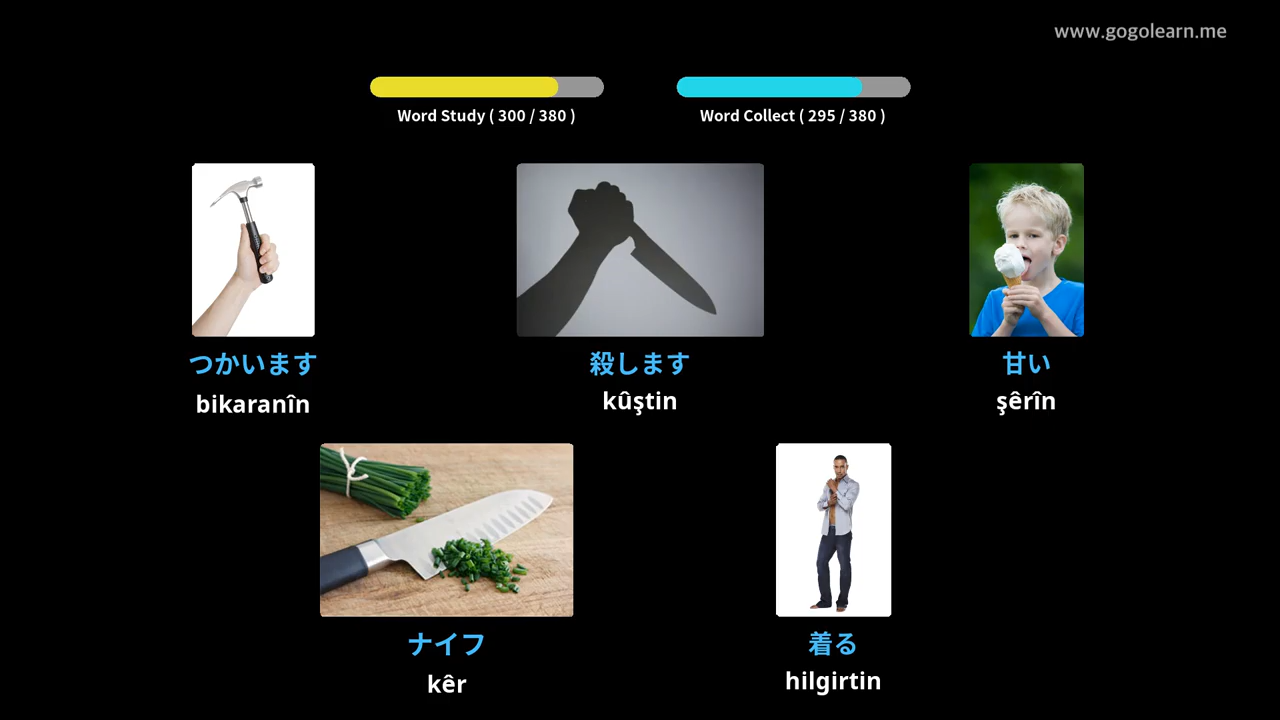 www.gogolearn.me
Word Study ( 300 / 380 )
Word Collect ( 295 / 380 )
つかいます
bikaranîn
殺します
kûştin
甘い
şêrîn
ナイフ
kêr
着る
hilgirtin